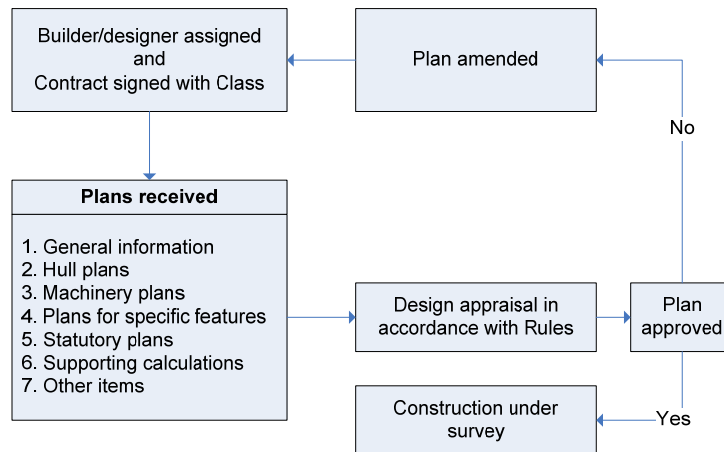 Builder/designer assigned
and
Contract signed with Class
Plan amended
No
Plans received
1. General information
2. Hull plans
3. Machinery plans
4. Plans for specific features
5. Statutory plans
6. Supporting calculations
7. Other items
Design appraisal in
accordance with Rules
Plan
approved
Construction under
survey
Yes